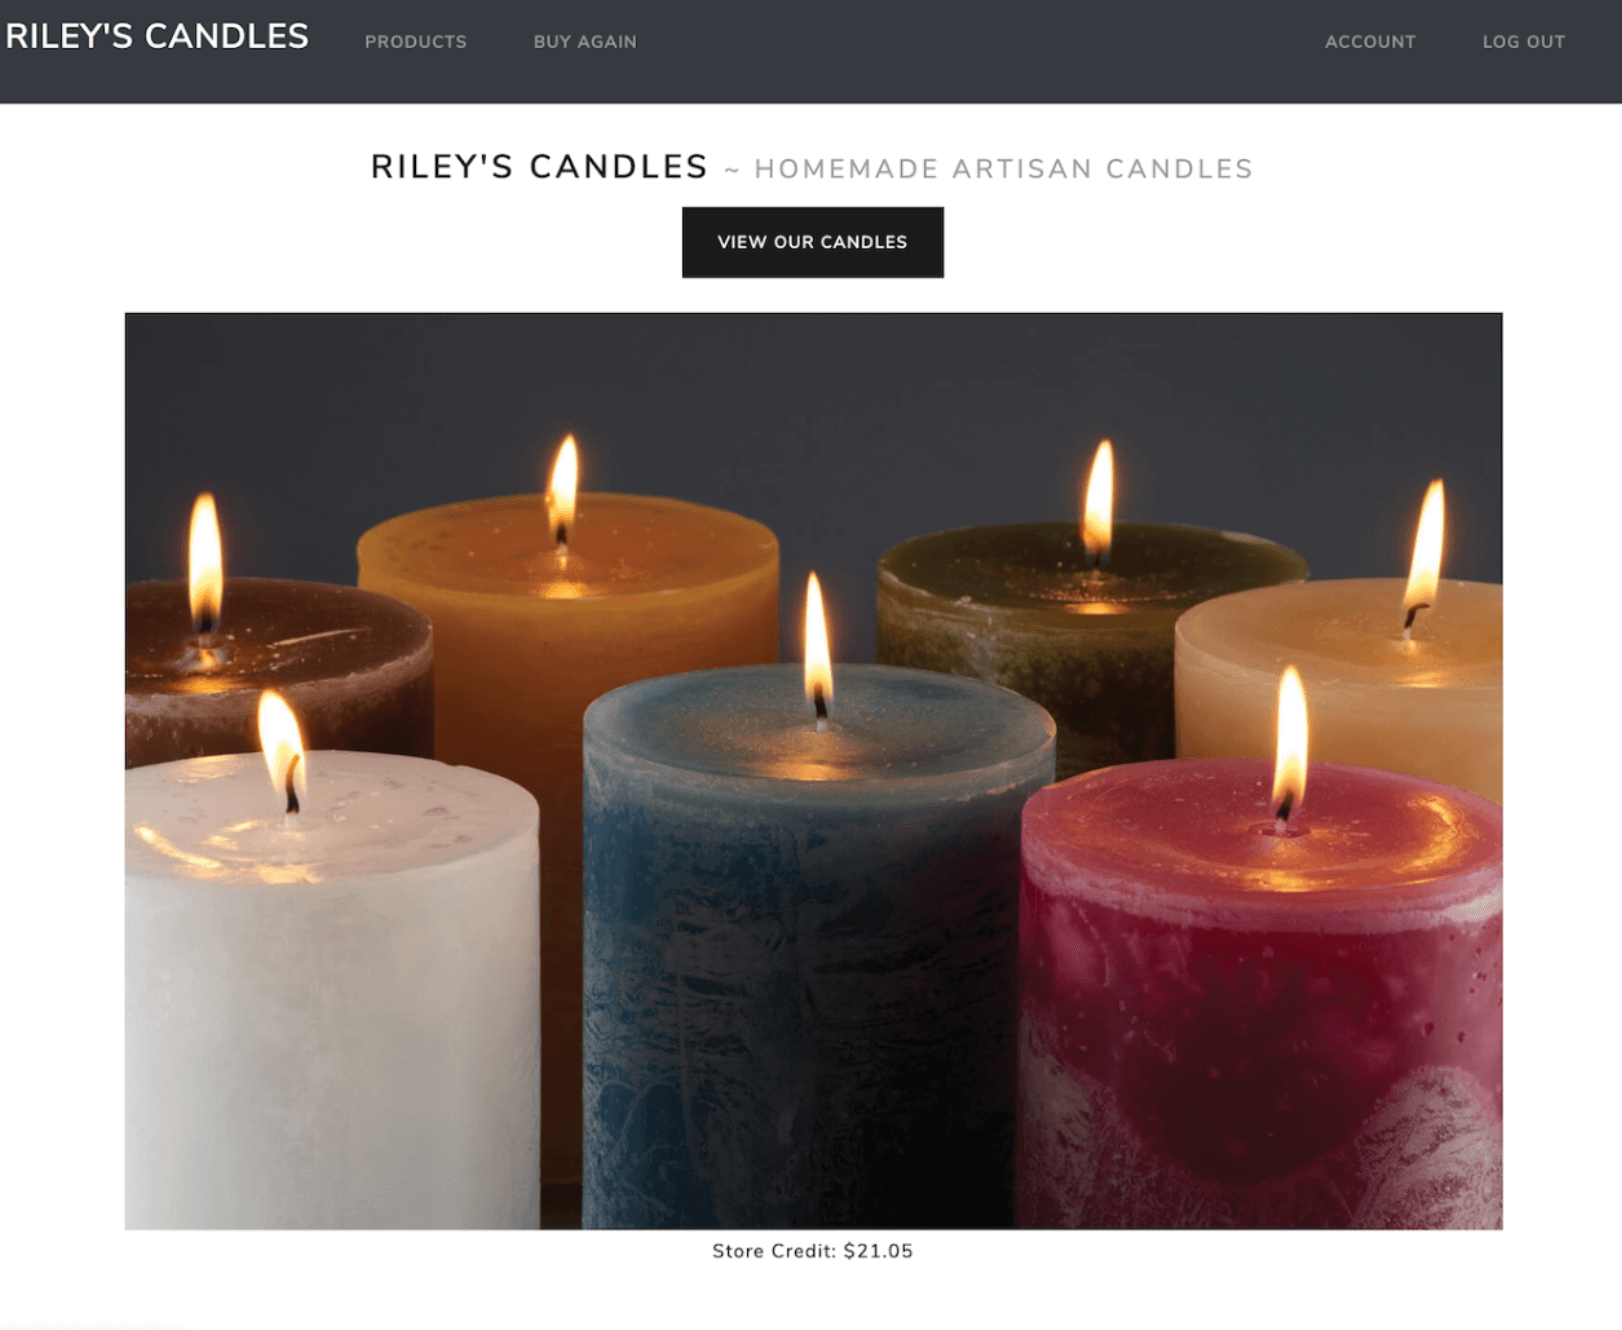 RILEY'S CANDLES PRODUCTS BUY AGAIN ACCOUNT LOG OUT
RILEY'S CANDLES ~ HOMEMADE ARTISAN CANDLES
VIEW OUR CANDLES
Store Credit: $21.05